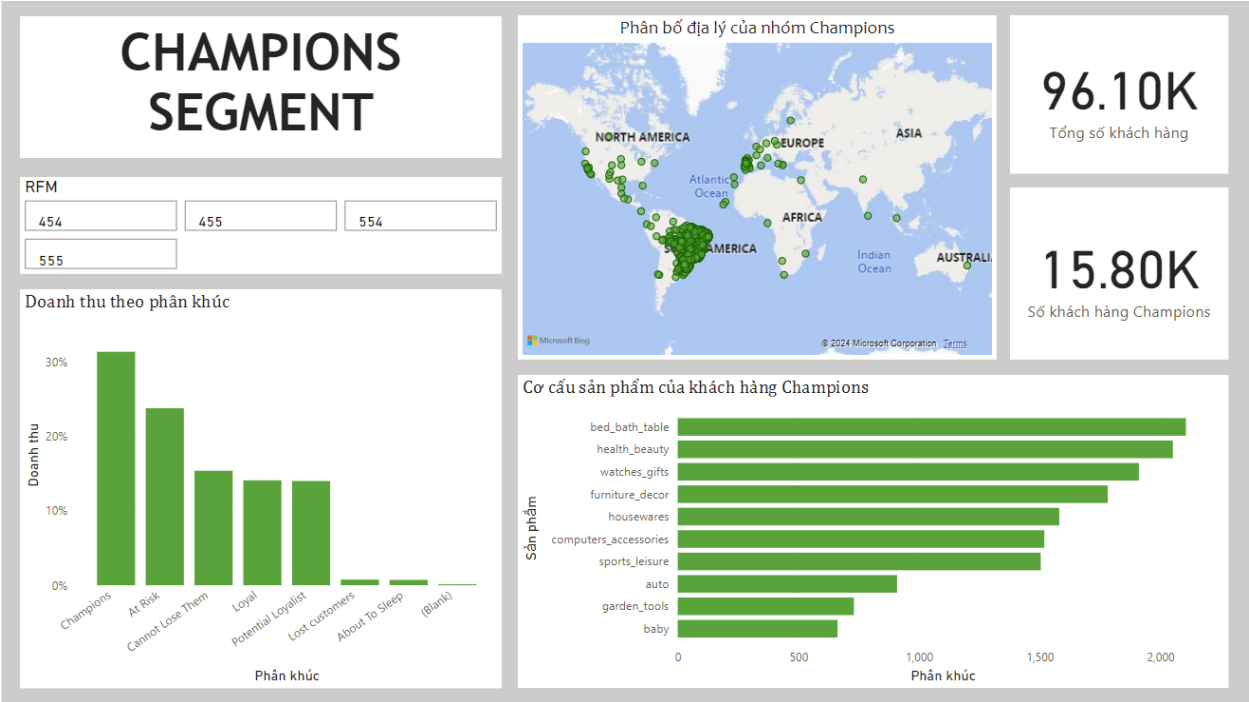 CHAMPIONS
SEGMENT
RFM
454
455
554
555
Doanh thu theo phân khúc
Doanh thu
30%
20%
10%
0%
Champions
At Risk
Cannot Lose Them
Loyal
Potential Loyalist
Lost customers
About To Sleep
(Blank)
Phân khúc
Phân bố địa lý của nhóm Champions
NORTH AMERICA
EUROPE
ASIA
Atlantic
Ocean
AFRICA
AMERICA
Indian
Ocean
AUSTRALI
Microsoft Bing
© 2024 Microsoft Corporation Terms
96.10K
Tổng số khách hàng
15.80K
Số khách hàng Champions
Cơ cấu sản phẩm của khách hàng Champions
Sản phẩm
bed_bath_table
health_beauty
watches_gifts
furniture_decor
housewares
computers_accessories
sports_leisure
auto
garden_tools
baby
0
500
1,000
1,500
2,000
Phân khúc